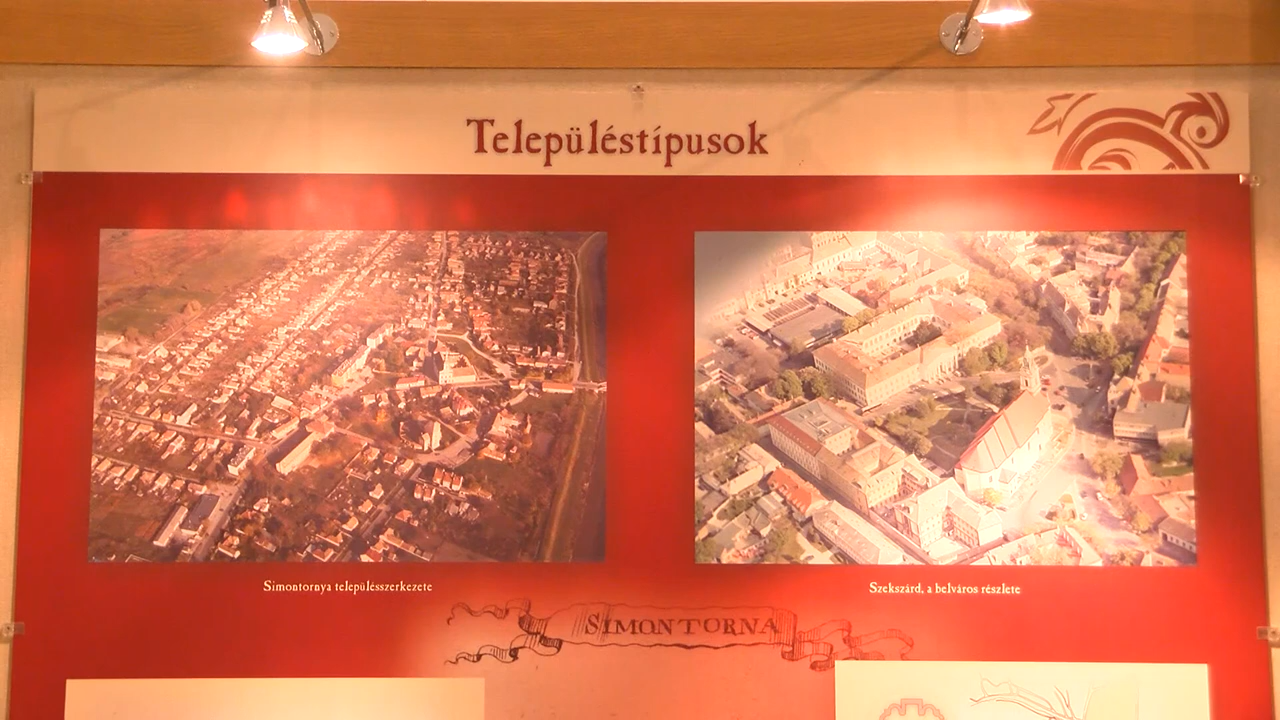 Településtípusok
Simontornya településszerkezete
Szekszárd, a belváros részlete
SIMONTORNA